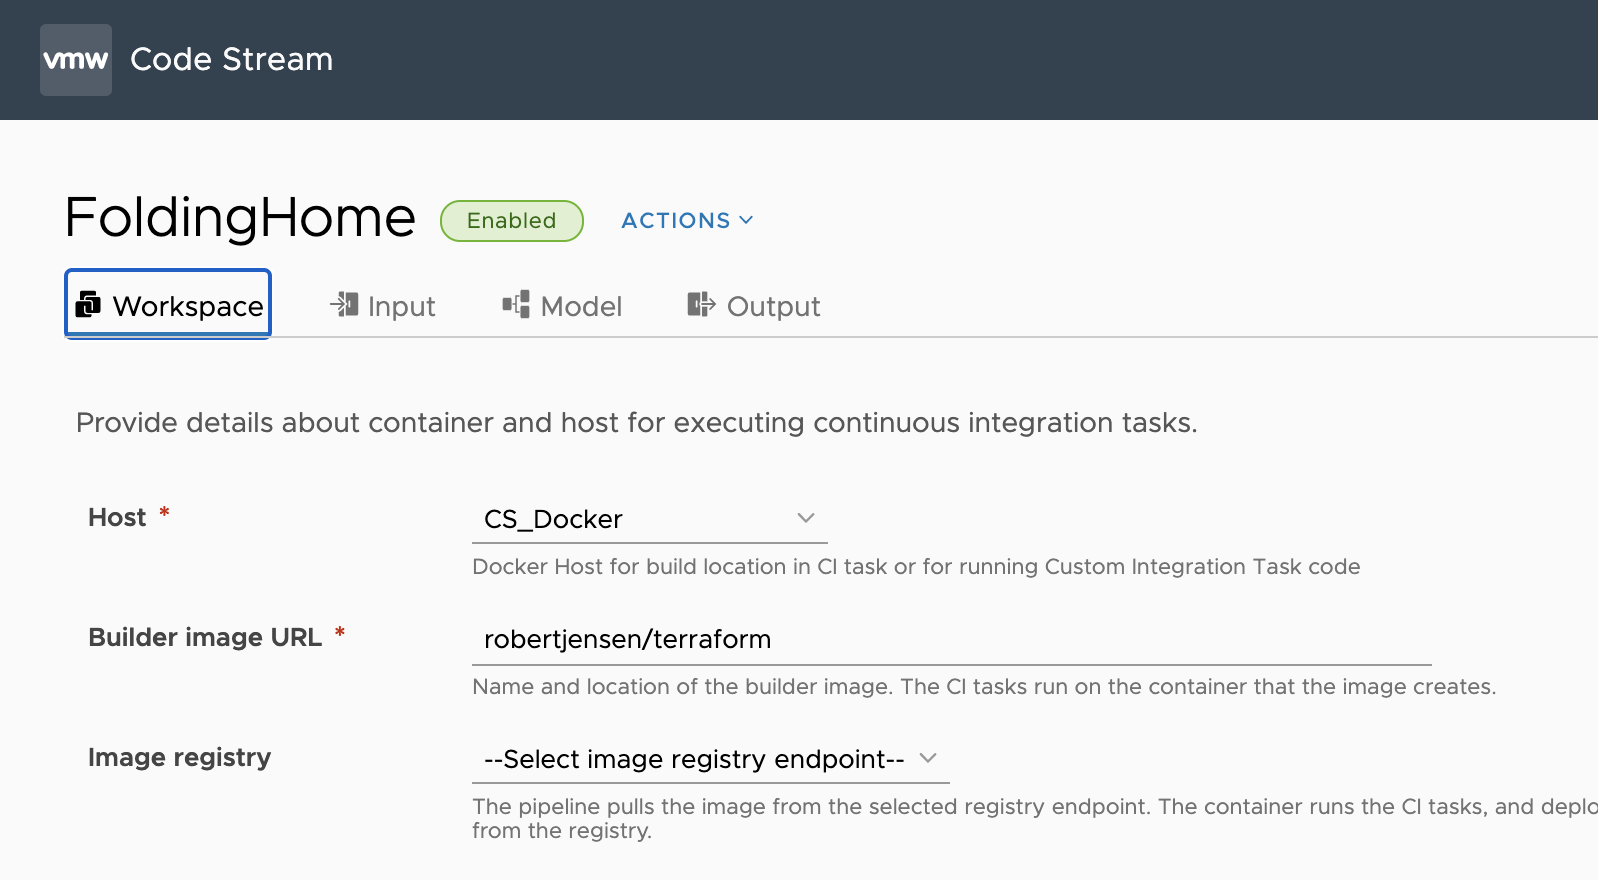 vmw Code Stream
FoldingHome Enabled ACTIONS
Workspace Input Model Output
Provide details about container and host for executing continuous integration tasks.
Host * CS_Docker
Docker Host for build location in CI task or for running Custom Integration Task code
Builder image URL * robertjensen/terraform
Name and location of the builder image. The CI tasks run on the container that the image creates.
Image registry --Select image registry endpoint--
The pipeline pulls the image from the selected registry endpoint. The container runs the CI tasks, and deplo
from the registry.